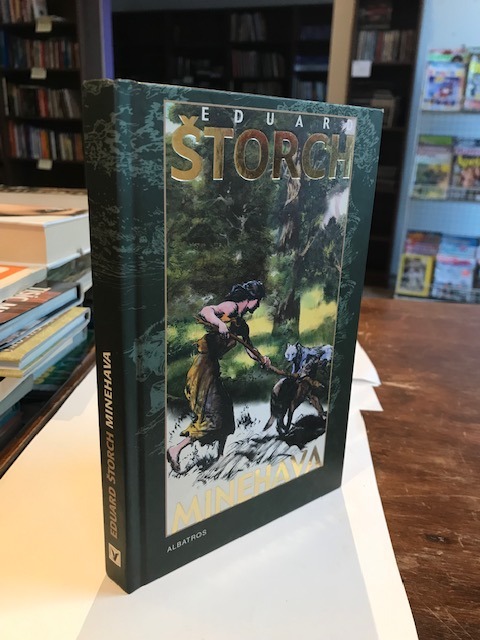 EDUARD
ŠTORCH
MINEHAVA
ALBATROS
EDUARD ŠTORCH MINEHAVA